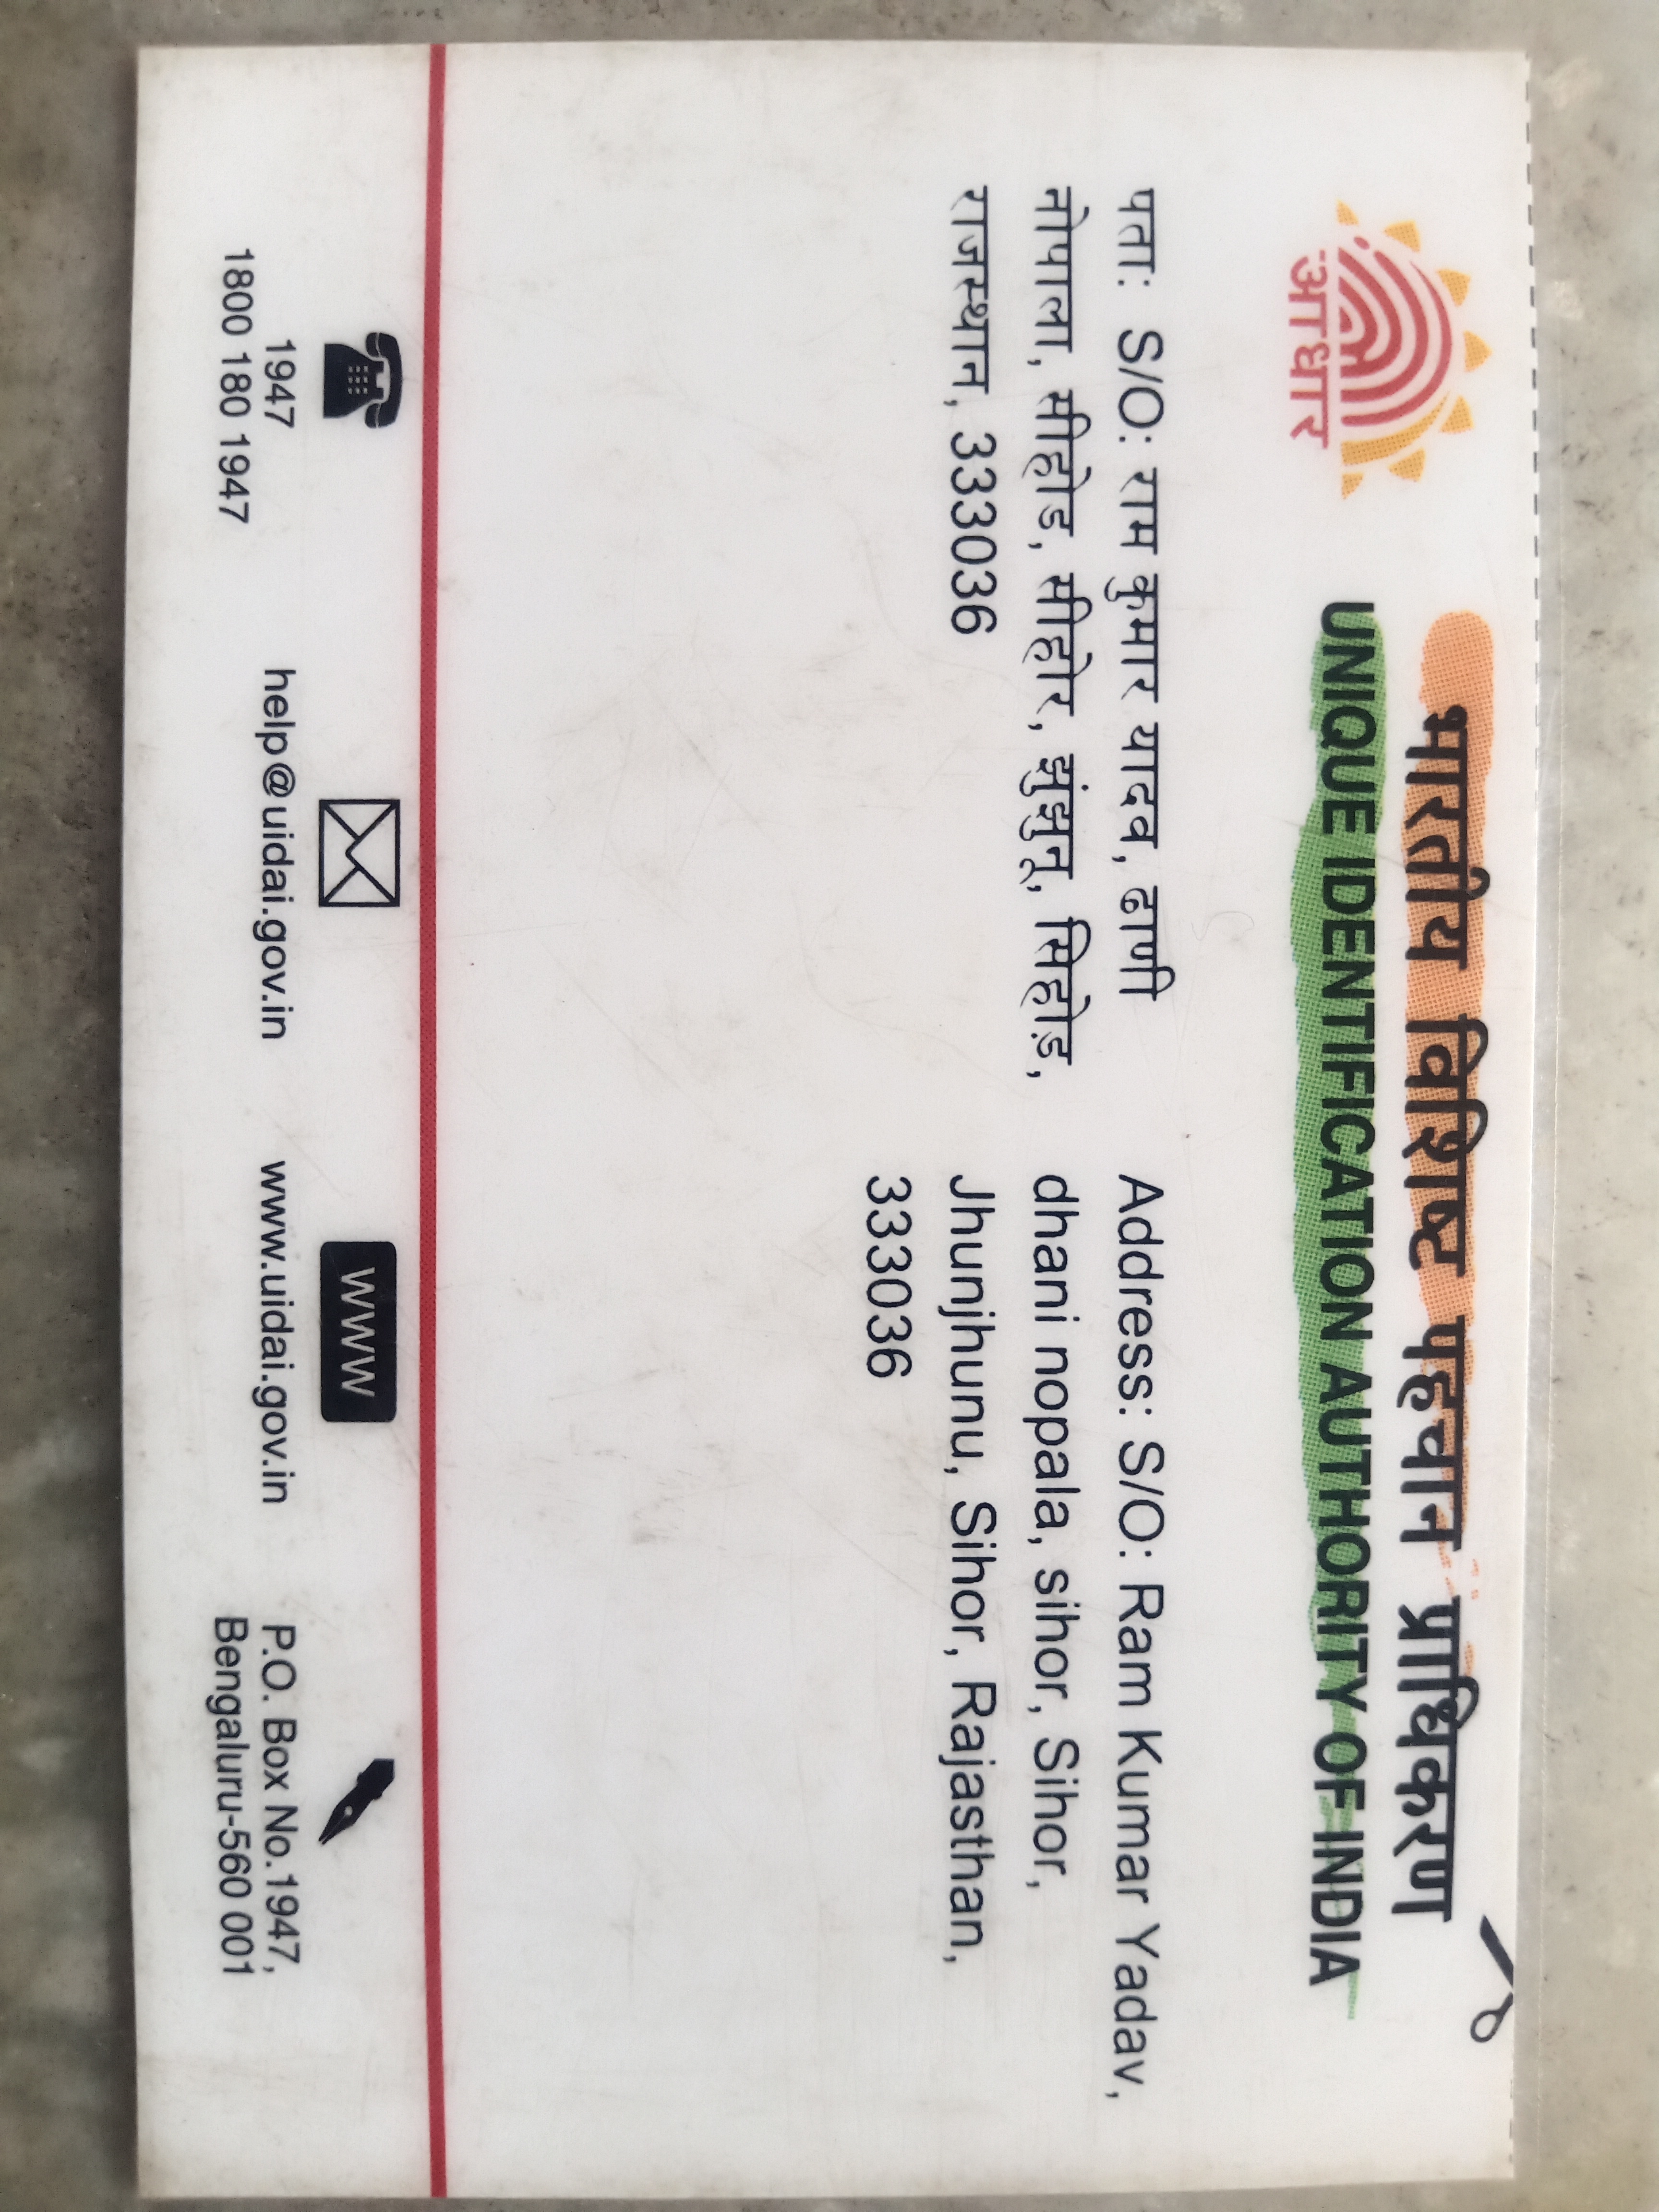 आधार
भारतीय विशिष्ट पहचान प्राधिकरण
UNIQUE IDENTIFICATION AUTHORITY OF INDIA
पताः S/O: राम कुमार यादव, ढाणी
नोपाला, सीहोड, सीहोर, झुंझुनू, सिहोड़,
राजस्थान, 333036
Address: S/O: Ram Kumar Yadav,
dhani nopala, sihor, Sihor,
Jhunjhunu, Sihor, Rajasthan,
333036
1947
1800 180 1947
help@uidai.gov.in
WWW
www.uidai.gov.in
P.O. Box No.1947,
Bengaluru-560 001